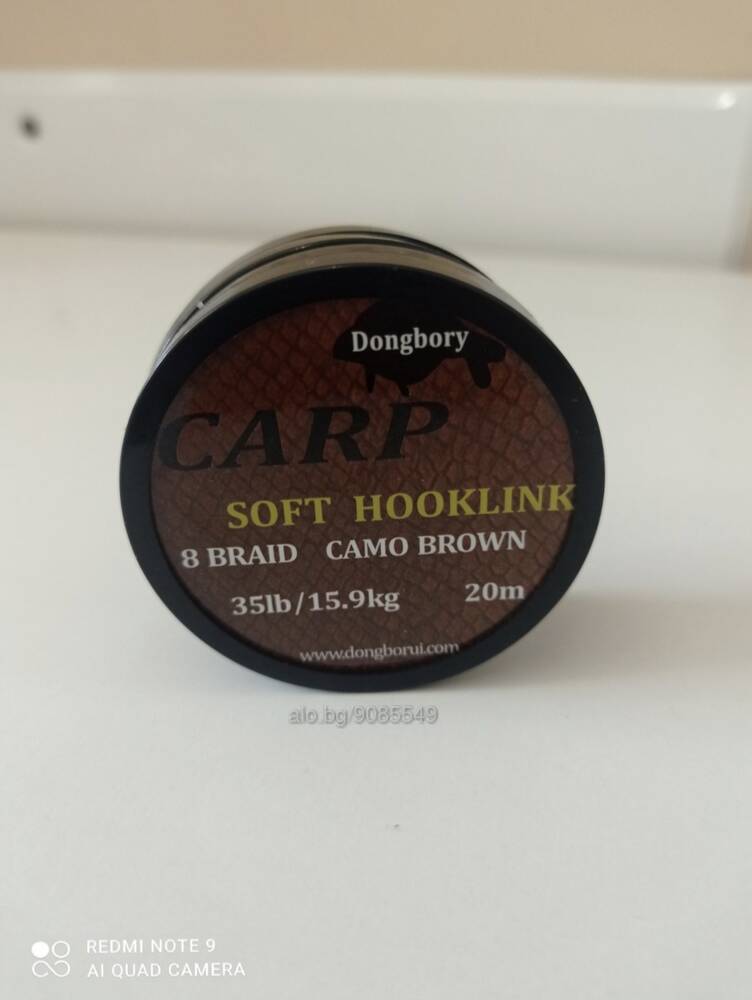 Dongbory
CARP
SOFT HOOKLINK
8 BRAID CAMO BROWN
35lb/15.9kg 20m
www.dongborui.com
alo.bg/9085549
REDMI NOTE 9
AI QUAD CAMERA